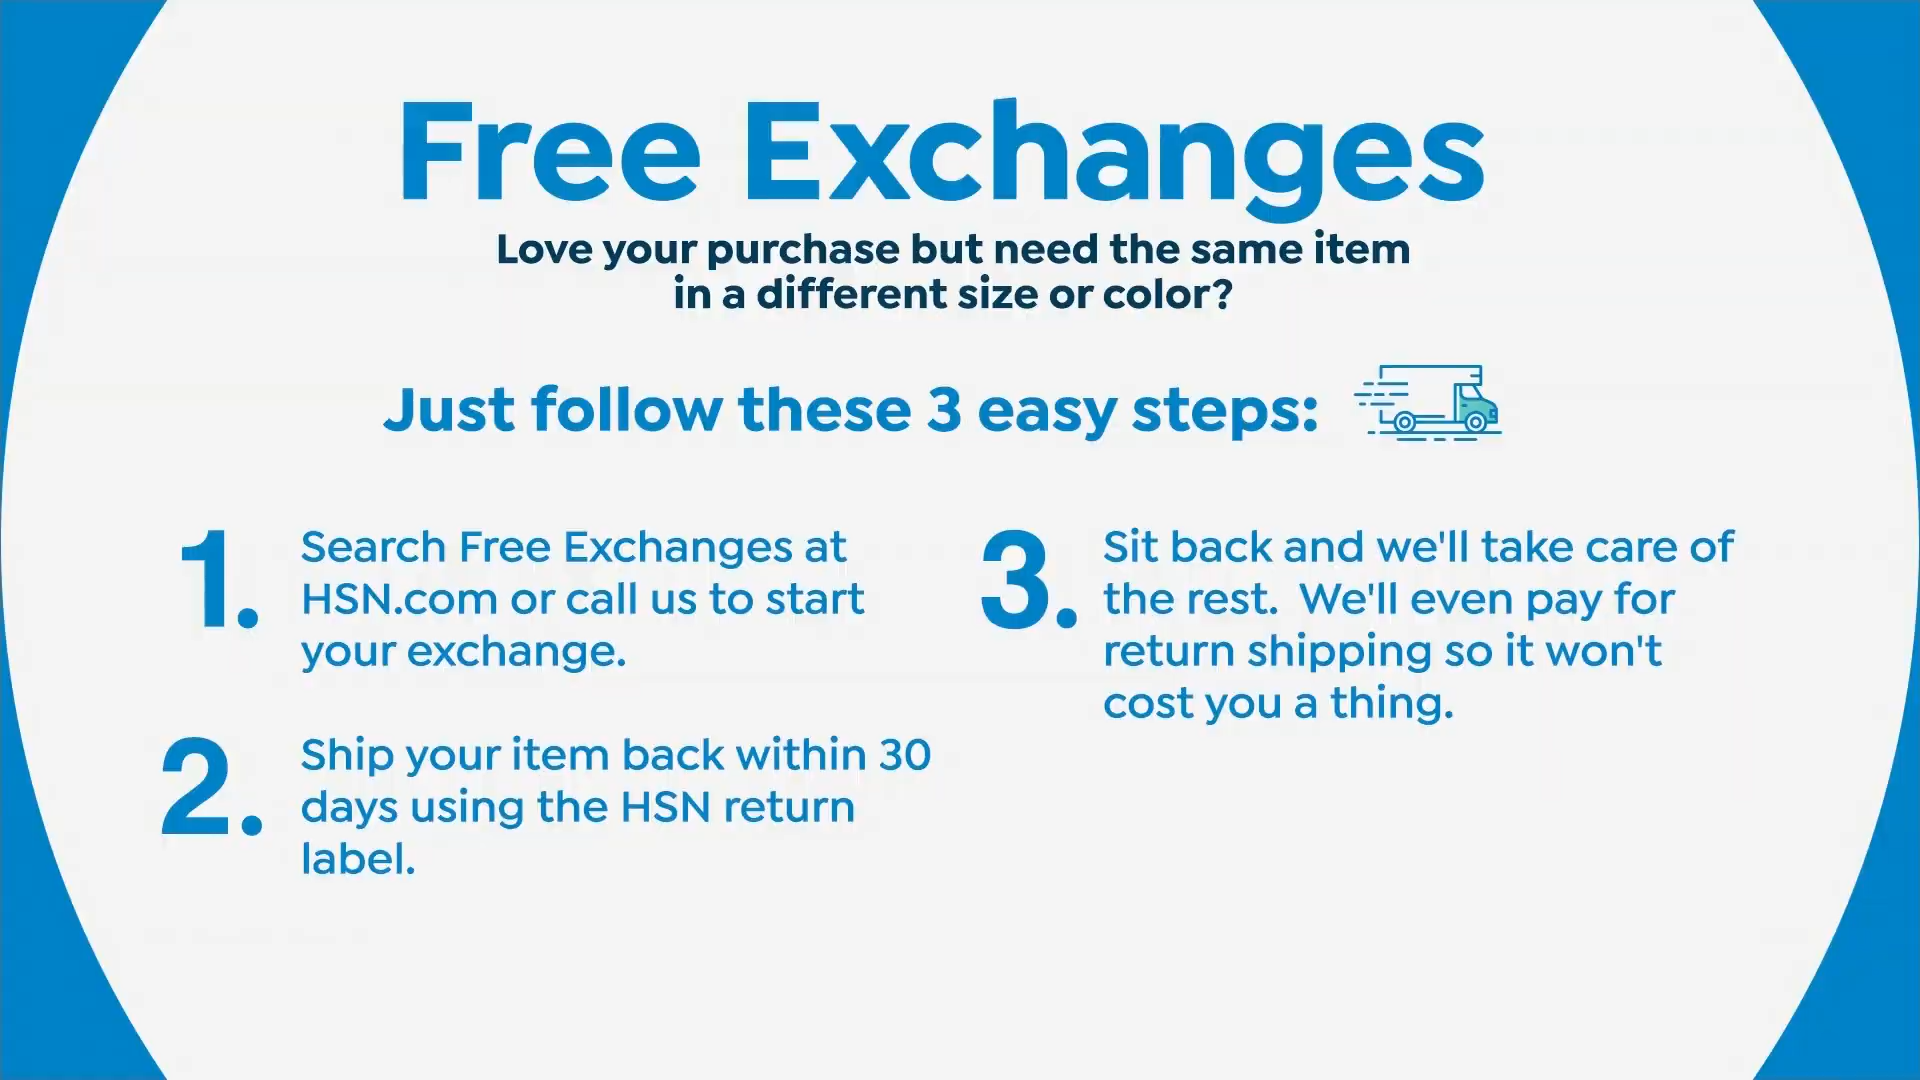 Free Exchanges
Love your purchase but need the same item
in a different size or color?
Just follow these 3 easy steps:
1. Search Free Exchanges at
HSN.com or call us to start
your exchange.
2. Ship your item back within 30
days using the HSN return
label.
3. Sit back and we'll take care of
the rest.  We'll even pay for
return shipping so it won't
cost you a thing.